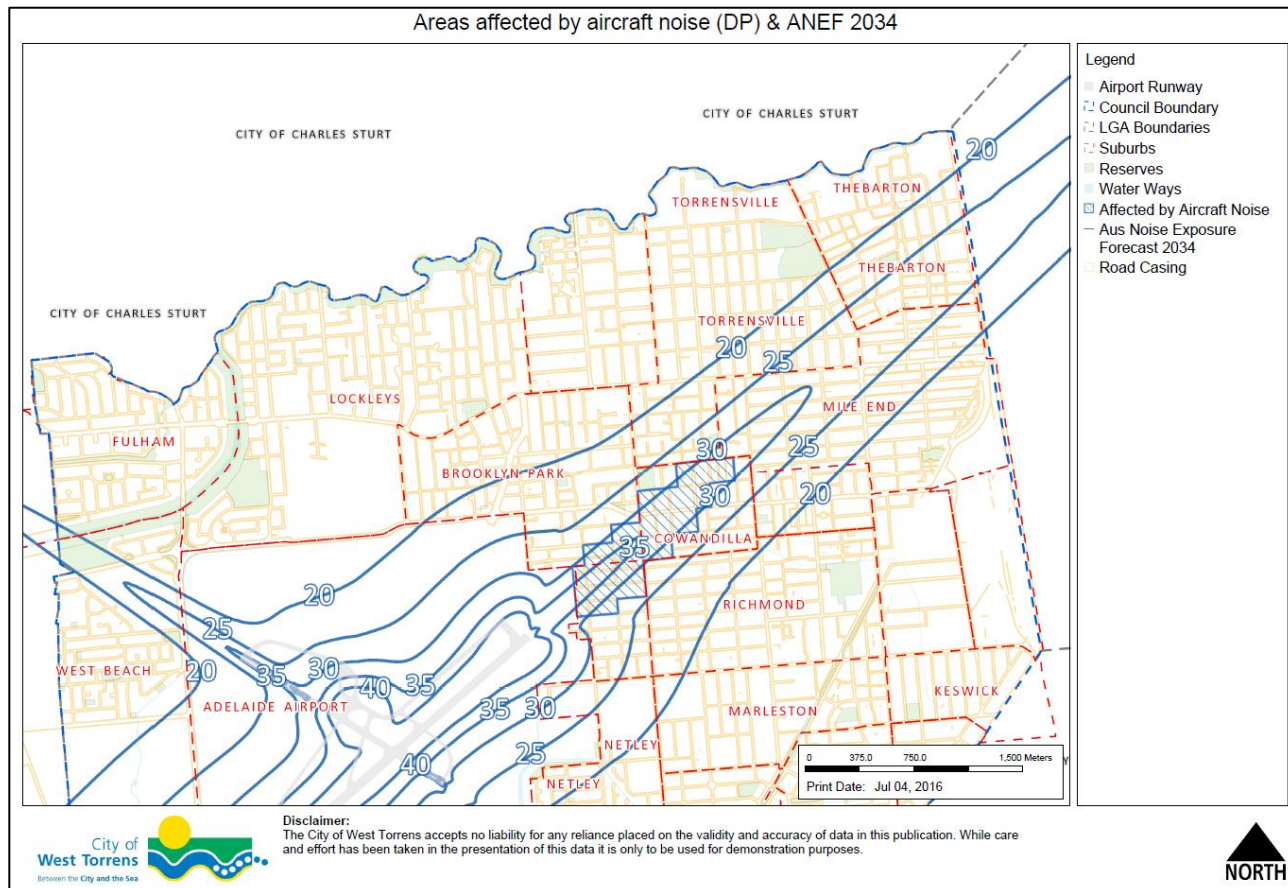 Areas affected by aircraft noise (DP) & ANEF 2034
Legend
Airport Runway
Council Boundary
LGA Boundaries
Suburbs
Reserves
Water Ways
Affected by Aircraft Noise
Aus Noise Exposure
Forecast 2034
Road Casing
CITY OF CHARLES STURT
CITY OF CHARLES STURT
20
THEBARTON
TORRENSVILLE
THEBARTON
CITY OF CHARLES STURT
TORRENSVILLE
20
25
LOCKLEYS
MILE END
FULHAM
30
25
BROOKLYN PARK
30
20
COWANDILLA
35
20
RICHMOND
25
WEST BEACH
20
35
30
40
35
KESWICK
ADELAIDE AIRPORT
35
30
MARLESTON
NETLEY
25
40
NETLEY
0 375.0 750.0 1,500 Meters
Print Date: Jul 04, 2016
City of
West Torrens
Between the City and the Sea
Disclaimer:
The City of West Torrens accepts no liability for any reliance placed on the validity and accuracy of data in this publication. While care
and effort has been taken in the presentation of this data it is only to be used for demonstration purposes.
NORTH